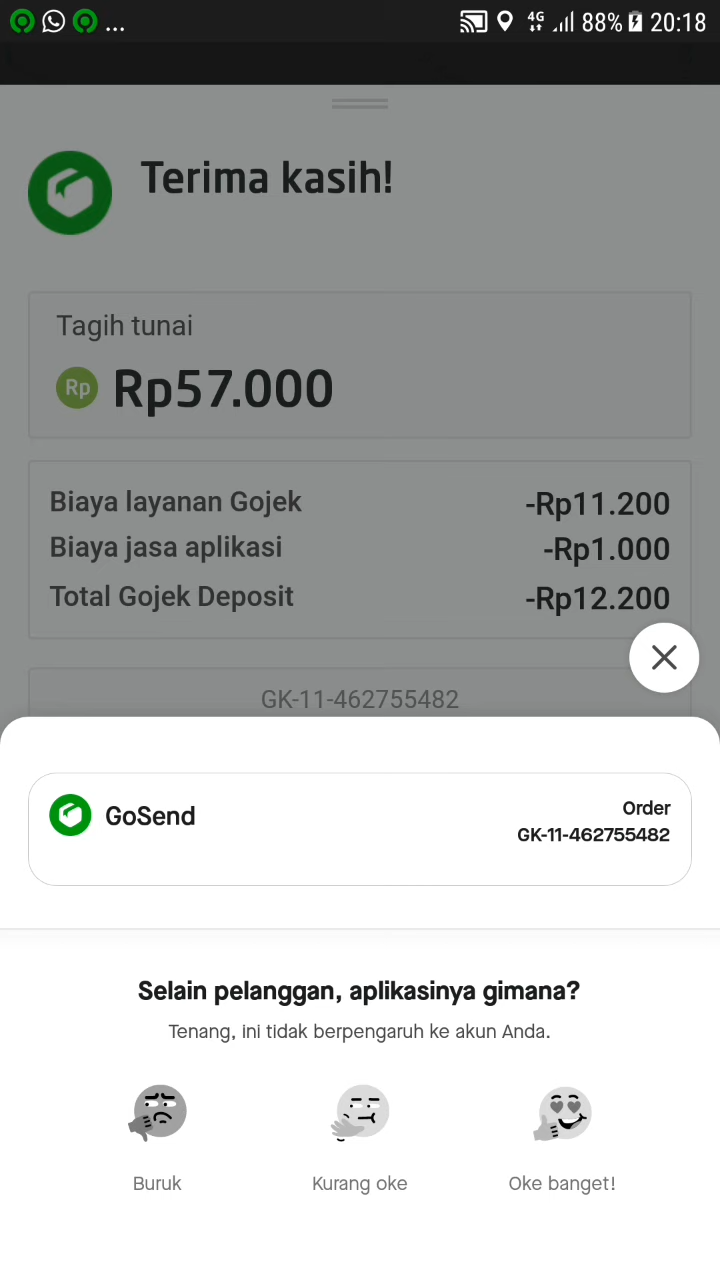 ... 4G 88% 20:18
Terima kasih!
Tagih tunai
Rp Rp57.000
Biaya layanan Gojek -Rp11.200
Biaya jasa aplikasi -Rp1.000
Total Gojek Deposit -Rp12.200
GK-11-462755482
GoSend
Order
GK-11-462755482
Selain pelanggan, aplikasinya gimana?
Tenang, ini tidak berpengaruh ke akun Anda.
Buruk Kurang oke Oke banget!